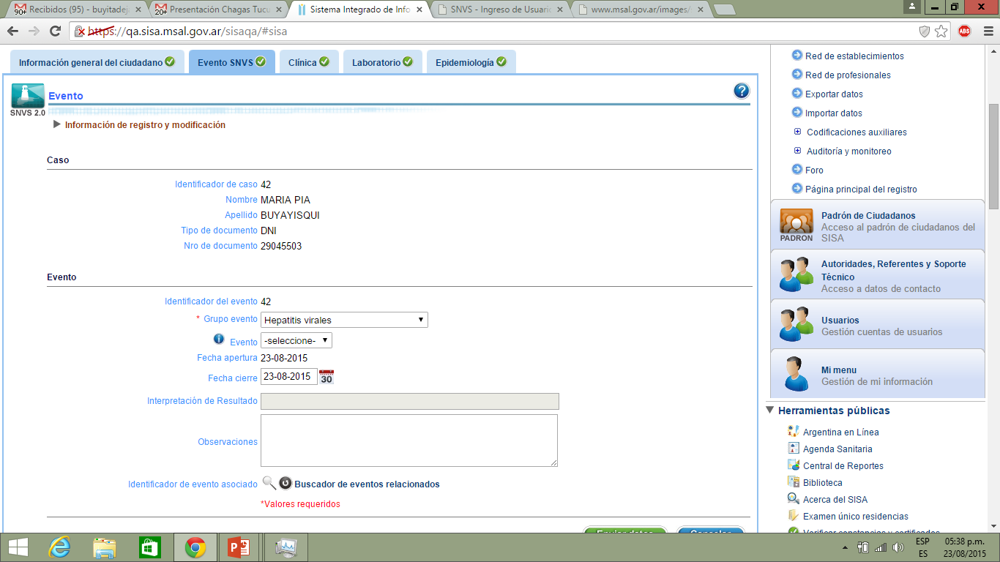 Recibidos (95) - buyitadeja
Presentación Chagas Tucu
Sistema Integrado de Info
SNVS - Ingreso de Usuari
www.msal.gov.ar/images/
https://qa.sisa.msal.gov.ar/sisaqa/#sisa
Información general del ciudadano
Evento SNVS
Clínica
Laboratorio
Epidemiología
SNVS 2.0
Evento
Información de registro y modificación
Caso
Identificador de caso 42
Nombre MARIA PIA
Apellido BUYAYISQUI
Tipo de documento DNI
Nro de documento 29045503
Evento
Identificador del evento 42
* Grupo evento Hepatitis virales
Evento -seleccione-
Fecha apertura 23-08-2015
Fecha cierre 23-08-2015 30
Interpretación de Resultado
Observaciones
Identificador de evento asociado Buscador de eventos relacionados
*Valores requeridos
Enviar datos Cancelar
Red de establecimientos
Red de profesionales
Exportar datos
Importar datos
Codificaciones auxiliares
Auditoría y monitoreo
Foro
Página principal del registro
PADRON
Padrón de Ciudadanos
Acceso al padrón de ciudadanos del
SISA
Autoridades, Referentes y Soporte
Técnico
Acceso a datos de contacto
Usuarios
Gestión cuentas de usuarios
Mi menu
Gestión de mi información
Herramientas públicas
Argentina en Línea
Agenda Sanitaria
Central de Reportes
Biblioteca
Acerca del SISA
Examen único residencias
Verificar constancias y certificados
ESP
ES
05:38 p.m.
23/08/2015